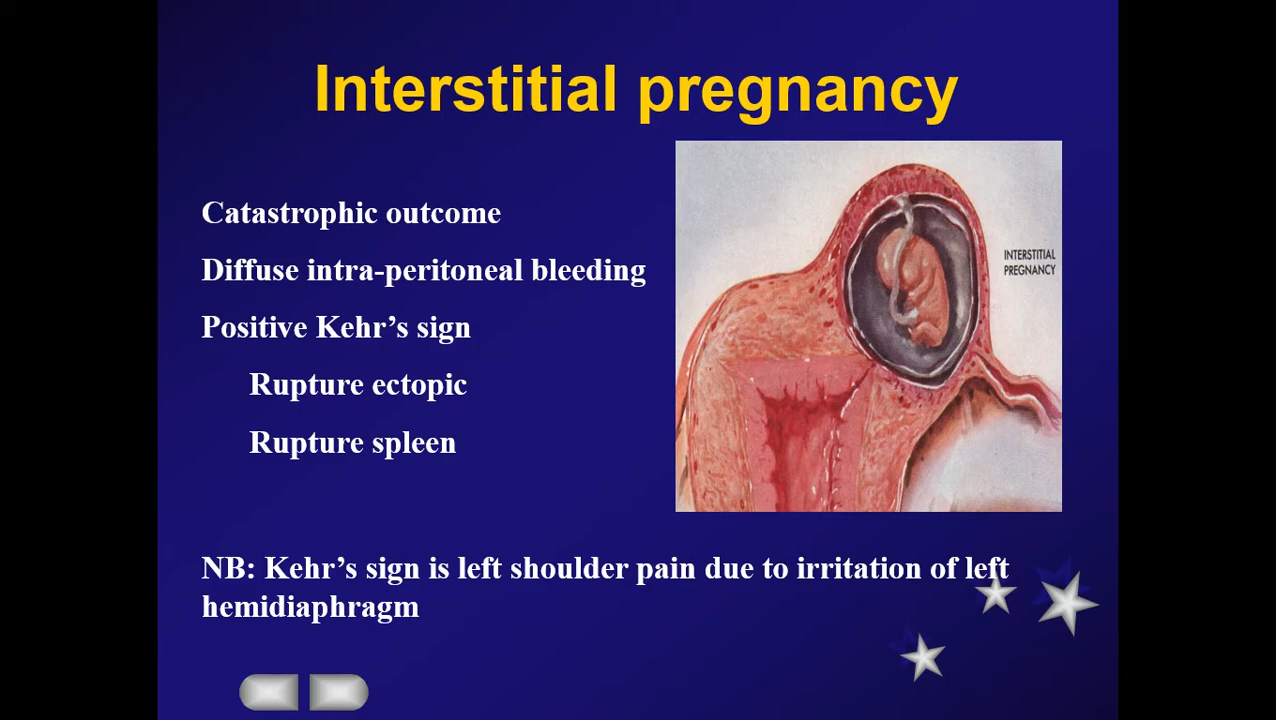 Interstitial pregnancy
Catastrophic outcome
Diffuse intra-peritoneal bleeding
Positive Kehr’s sign
Rupture ectopic
Rupture spleen
INTERSTITIAL
PREGNANCY
NB: Kehr’s sign is left shoulder pain due to irritation of left
hemidiaphragm